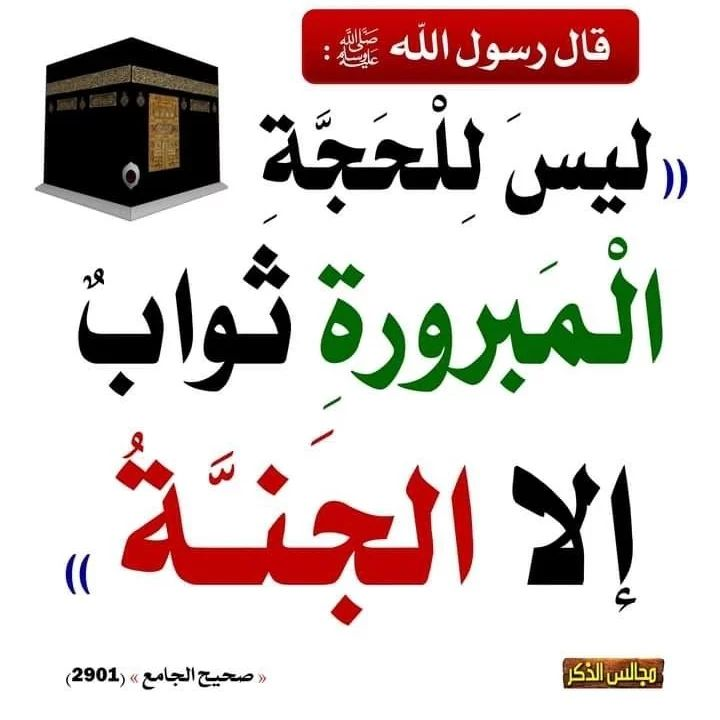 قال رسول الله ﷺ :
(( ليسَ لِلْحَجَّةِ
الْمَبرورةِ ثوابٌ
إلا الجَنَّةُ ))
« صحيح الجامع » (2901)
مجالس الذكر